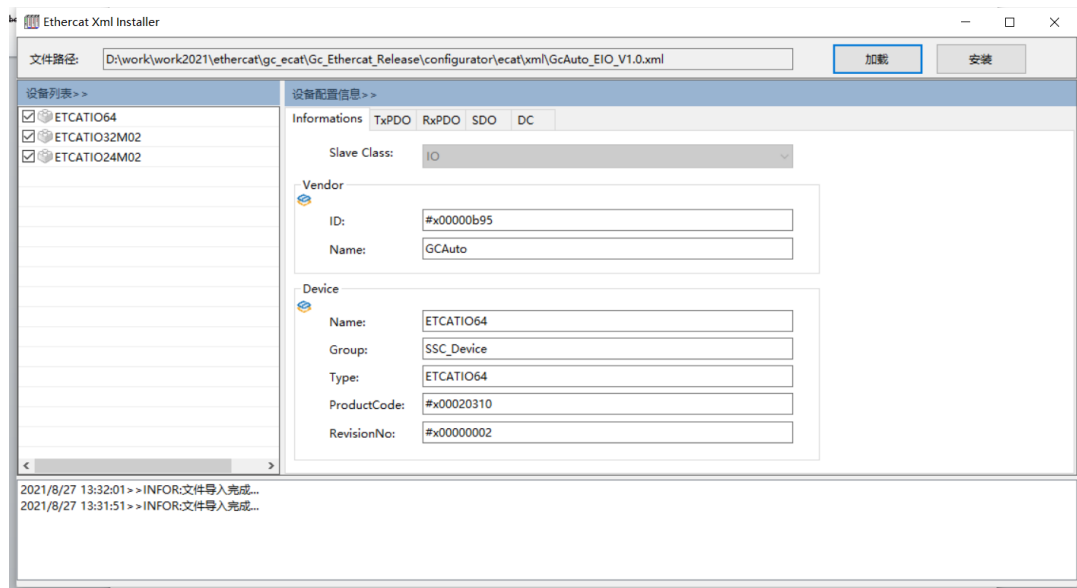 Ethercat Xml Installer
文件路径: D:\work\work2021\ethercat\gc_ecat\Gc_Ethercat_Release\configurator\ecat\xml\GcAuto_EIO_V1.0.xml 加载 安装
设备列表>>
ETCATIO64
ETCATIO32M02
ETCATIO24M02
设备配置信息>>
Informations TxPDO RxPDO SDO DC
Slave Class: IO
Vendor
ID: #x00000b95
Name: GCAuto
Device
Name: ETCATIO64
Group: SSC_Device
Type: ETCATIO64
ProductCode: #x00020310
RevisionNo: #x00000002
2021/8/27 13:32:01>>INFOR:文件导入完成...
2021/8/27 13:31:51>>INFOR:文件导入完成...